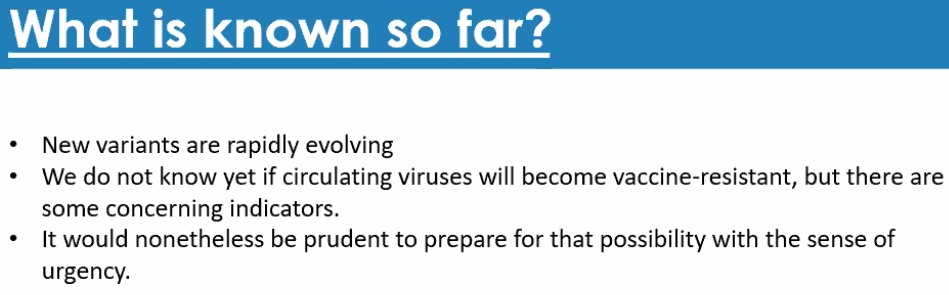 What is known so far?
• New variants are rapidly evolving
• We do not know yet if circulating viruses will become vaccine-resistant, but there are
some concerning indicators.
• It would nonetheless be prudent to prepare for that possibility with the sense of
urgency.